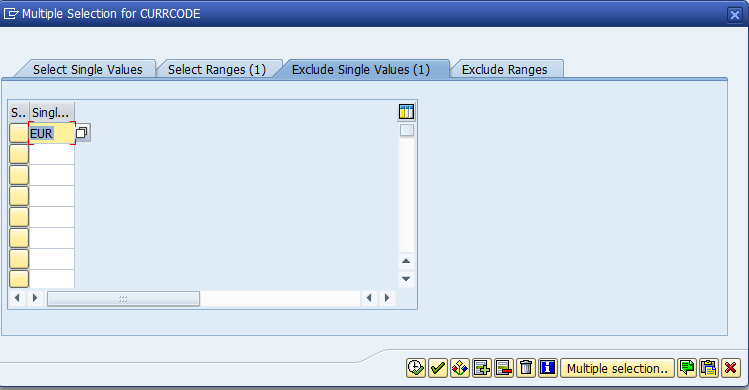 Multiple Selection for CURRCODE
Select Single Values Select Ranges (1) Exclude Single Values (1) Exclude Ranges
S.. Singl...
EUR
Multiple selection..